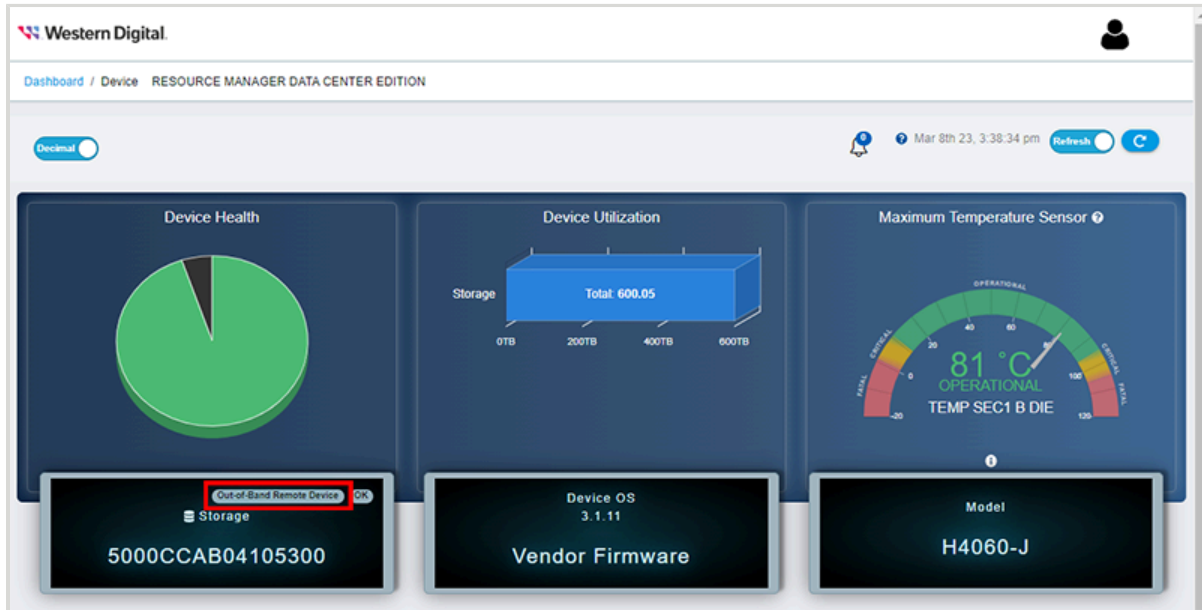 Western Digital.
Dashboard / Device RESOURCE MANAGER DATA CENTER EDITION
Decimal
0
Mar 8th 23, 3:38:34 pm
Refresh
Device Health
Device Utilization
Storage
Total: 600.05
0TB 200TB 400TB 600TB
Maximum Temperature Sensor
FATAL CRITICAL OPERATIONAL CRITICAL FATAL
-20 0 20 40 60 80 100 120
81 °C
OPERATIONAL
TEMP SEC1 B DIE
Out-of-Band Remote Device OK
Storage
5000CCAB04105300
Device OS
3.1.11
Vendor Firmware
Model
H4060-J